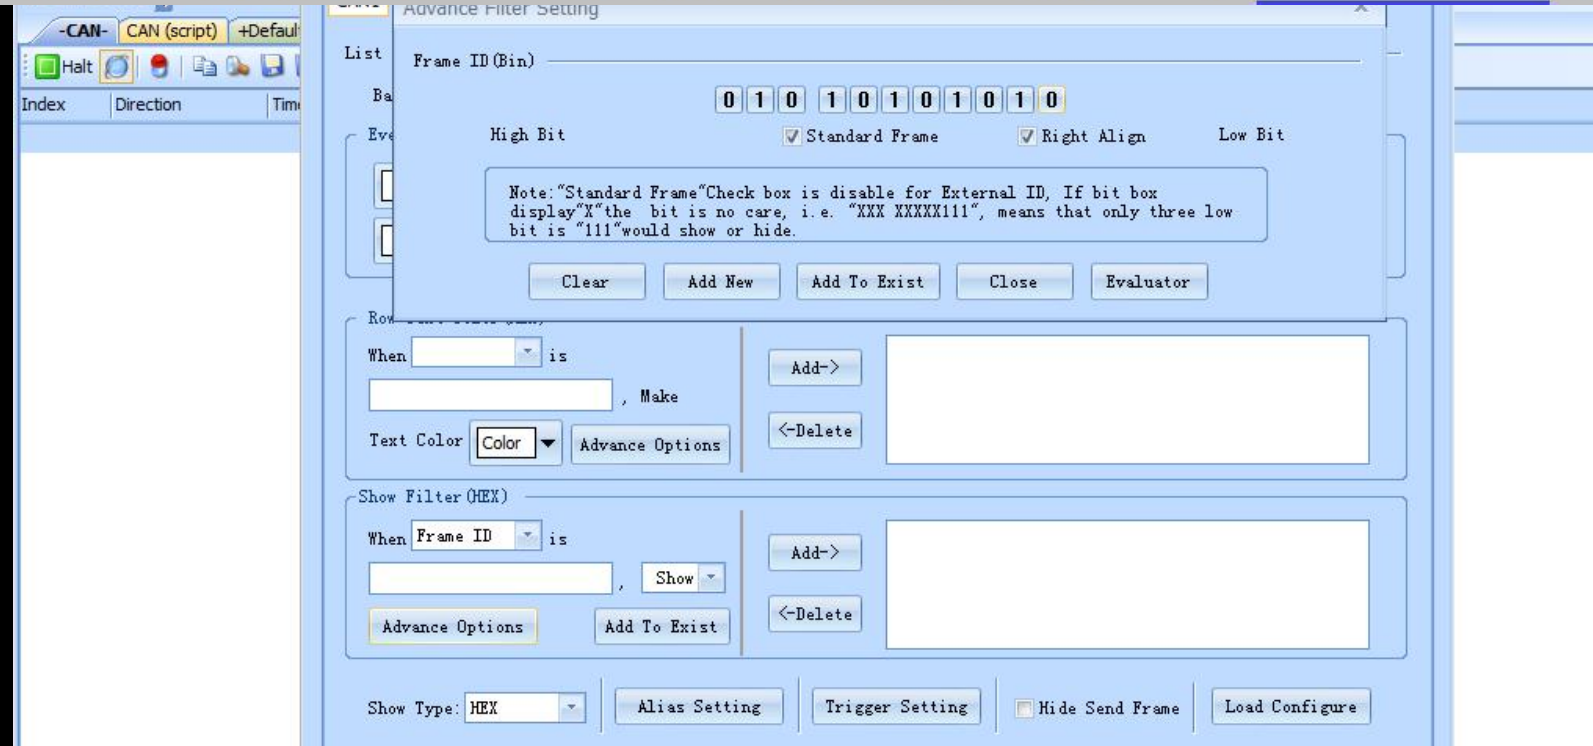 Advance Filter Setting
-CAN- CAN (script) +Defaul
List
Halt
Frame ID(Bin)
Ba
Index Direction Tim
0 1 0 1 0 1 0 1 0 1 0
Eve
High Bit Standard Frame Right Align Low Bit
Note:"Standard Frame"Check box is disable for External ID, If bit box
display"X"the bit is no care, i.e. "XXX XXXXX111", means that only three low
bit is "111"would show or hide.
Clear Add New Add To Exist Close Evaluator
Row
When is
Add->
, Make
Text Color Color Advance Options
<-Delete
Show Filter(HEX)
When Frame ID is
Add->
, Show
<-Delete
Advance Options Add To Exist
Show Type: HEX Alias Setting Trigger Setting Hide Send Frame Load Configure